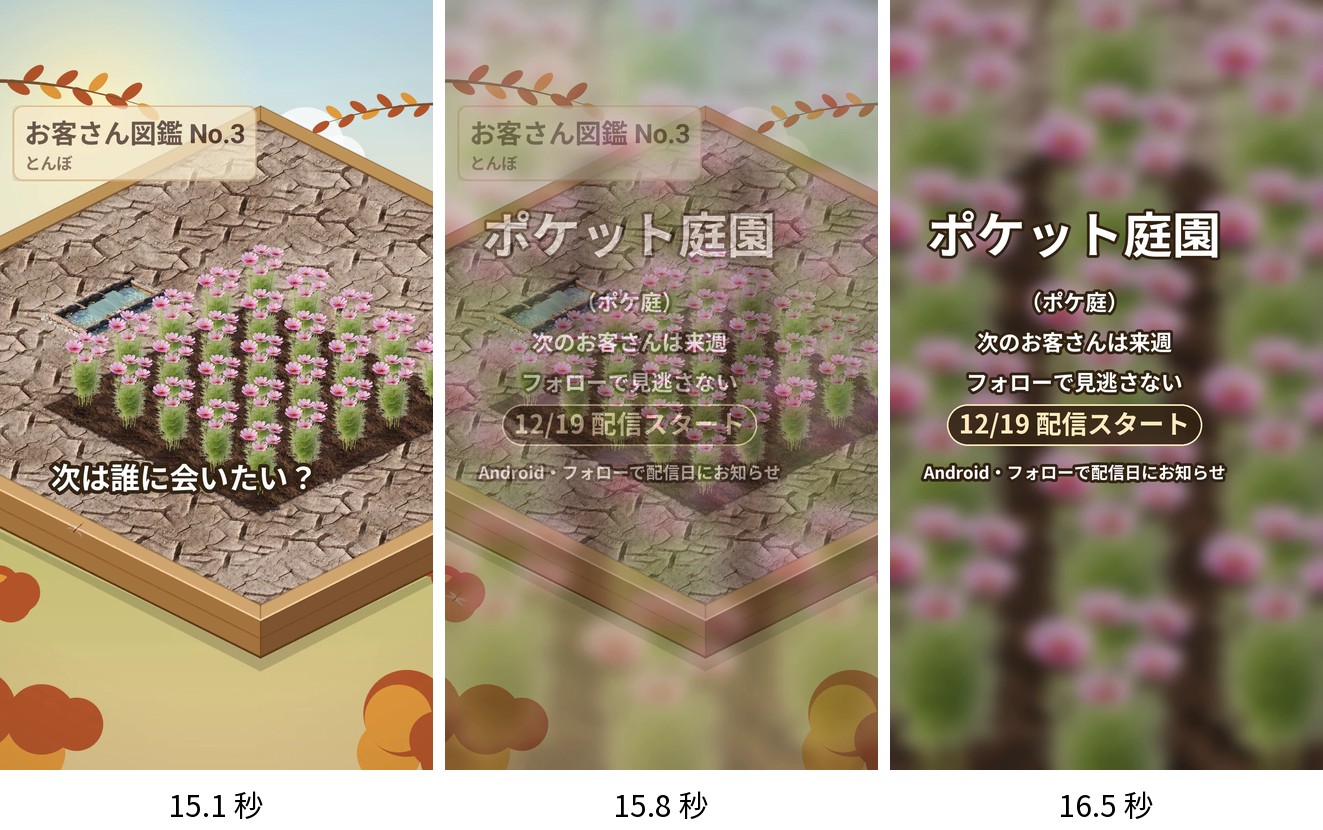 お客さん図鑑 No.3
とんぼ
次は誰に会いたい？
15.1 秒
お客さん図鑑 No.3
とんぼ
ポケット庭園
（ポケ庭）
次のお客さんは来週
フォローで見逃さない
12/19 配信スタート
Android・フォローで配信日にお知らせ
15.8 秒
ポケット庭園
（ポケ庭）
次のお客さんは来週
フォローで見逃さない
12/19 配信スタート
Android・フォローで配信日にお知らせ
16.5 秒